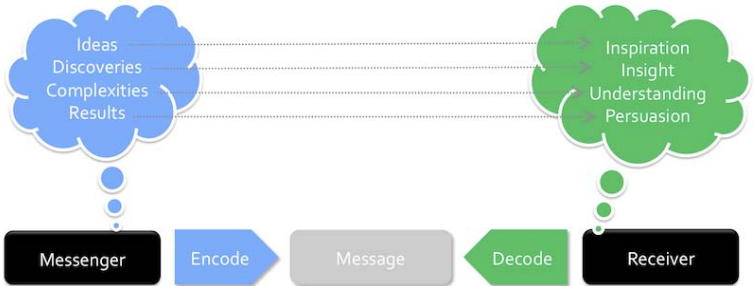 Ideas
Discoveries
Complexities
Results
Inspiration
Insight
Understanding
Persuasion
Messenger
Encode
Message
Decode
Receiver